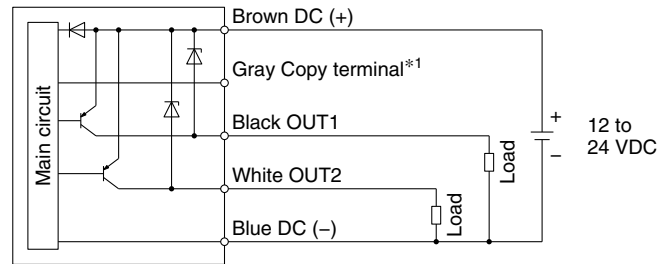 Brown DC (+)
Gray Copy terminal*1
Main circuit
Black OUT1
+
12 to
−
24 VDC
Load
White OUT2
Load
Blue DC (−)